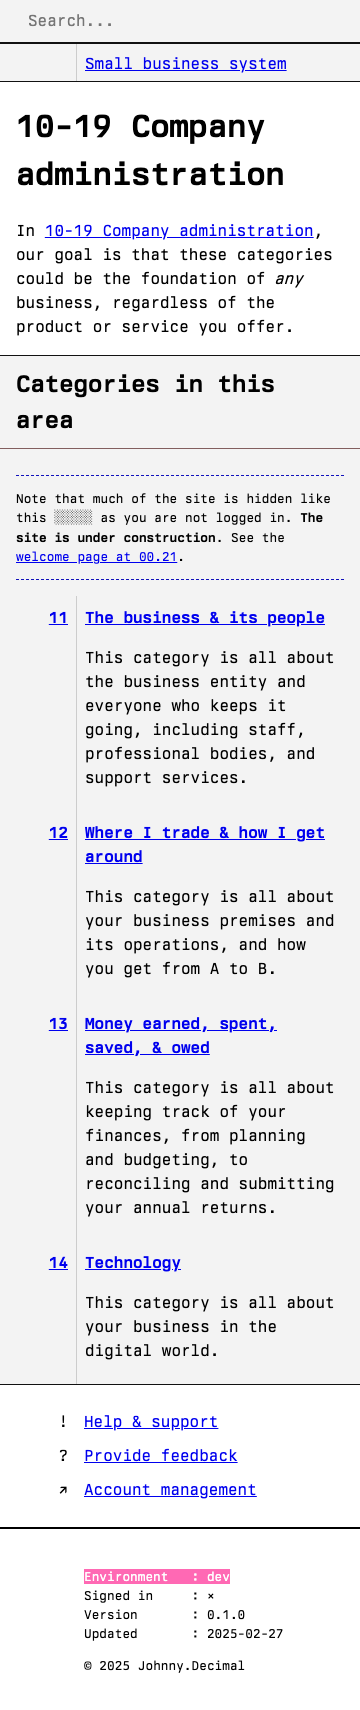 Search...
Small business system
10-19 Company
administration
In 10-19 Company administration,
our goal is that these categories
could be the foundation of any
business, regardless of the
product or service you offer.
Categories in this
area
Note that much of the site is hidden like
this ░░░░░ as you are not logged in. The
site is under construction. See the
welcome page at 00.21.
11 The business & its people
This category is all about
the business entity and
everyone who keeps it
going, including staff,
professional bodies, and
support services.
12 Where I trade & how I get
around
This category is all about
your business premises and
its operations, and how
you get from A to B.
13 Money earned, spent,
saved, & owed
This category is all about
keeping track of your
finances, from planning
and budgeting, to
reconciling and submitting
your annual returns.
14 Technology
This category is all about
your business in the
digital world.
! Help & support
? Provide feedback
↗ Account management
Environment : dev
Signed in : ×
Version : 0.1.0
Updated : 2025-02-27
© 2025 Johnny.Decimal